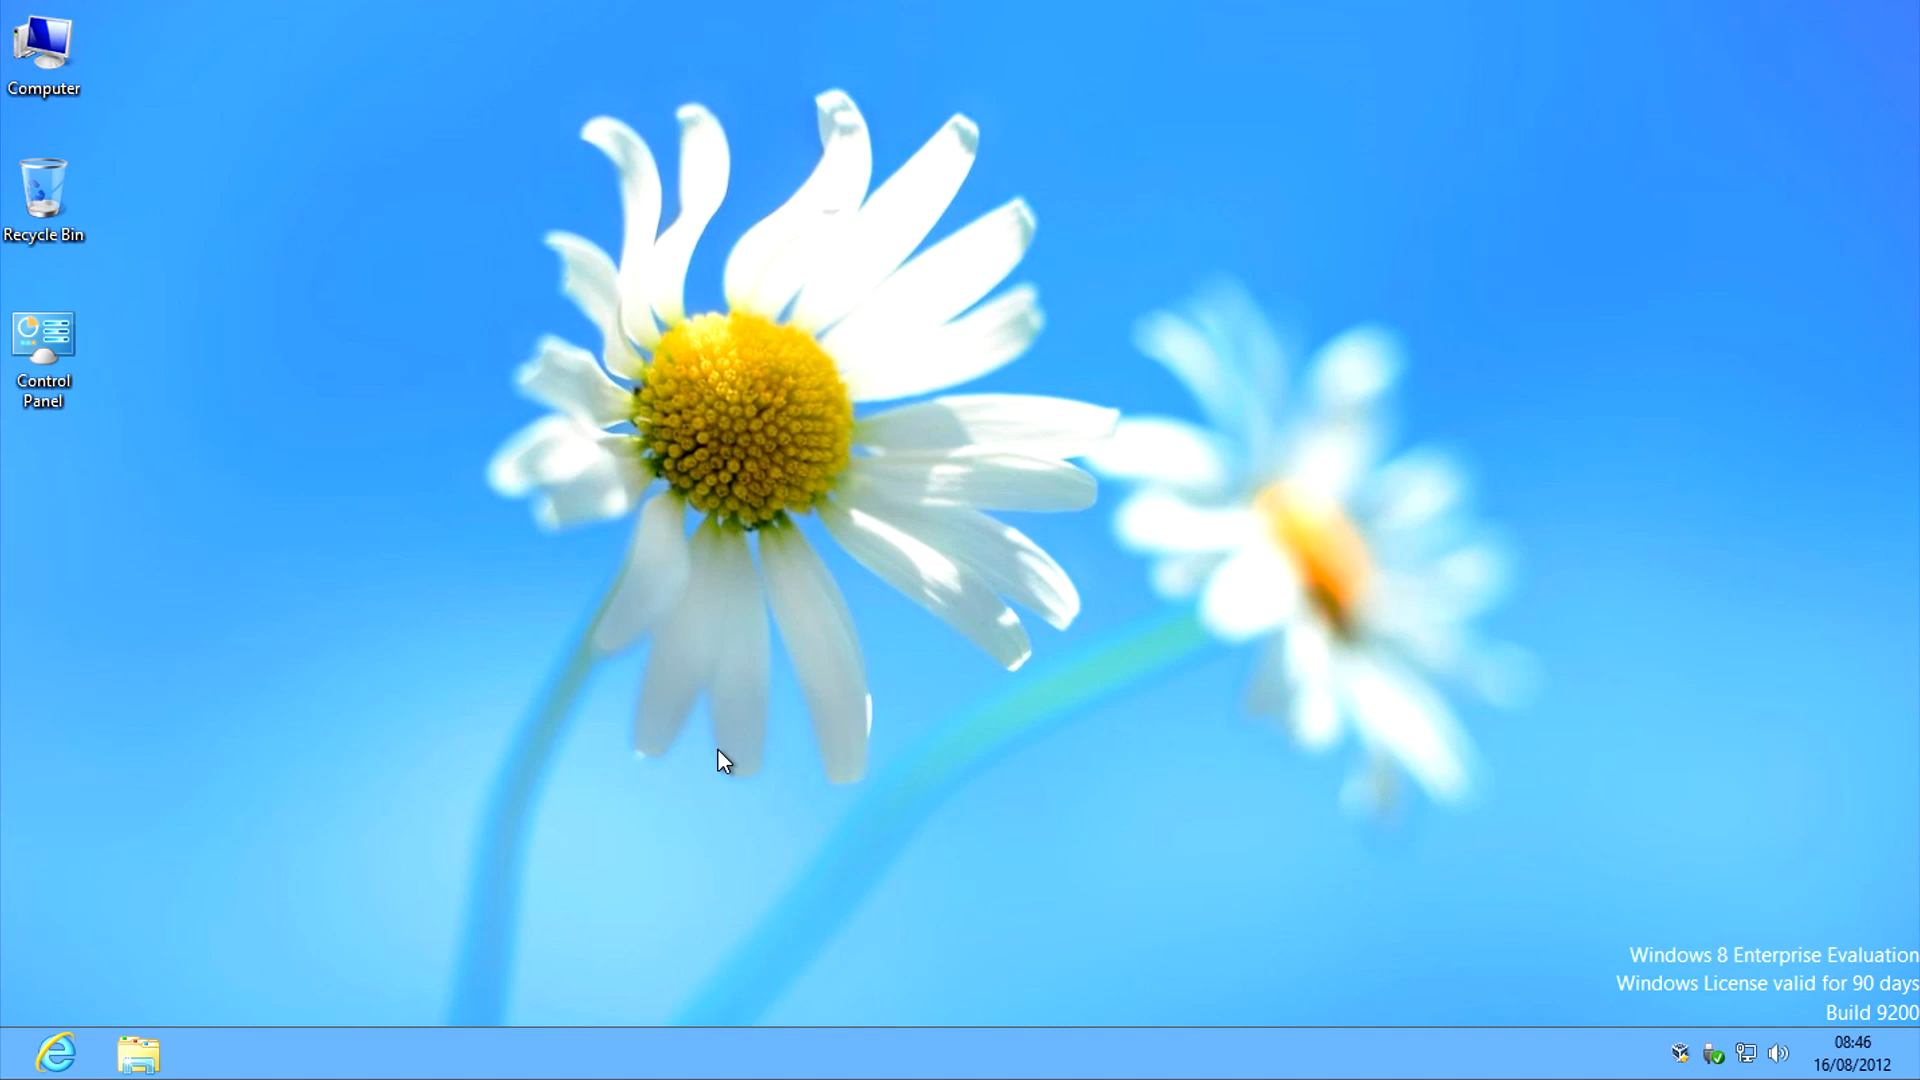 Computer
Recycle Bin
Control
Panel
Windows 8 Enterprise Evaluation
Windows License valid for 90 days
Build 9200
08:46
16/08/2012